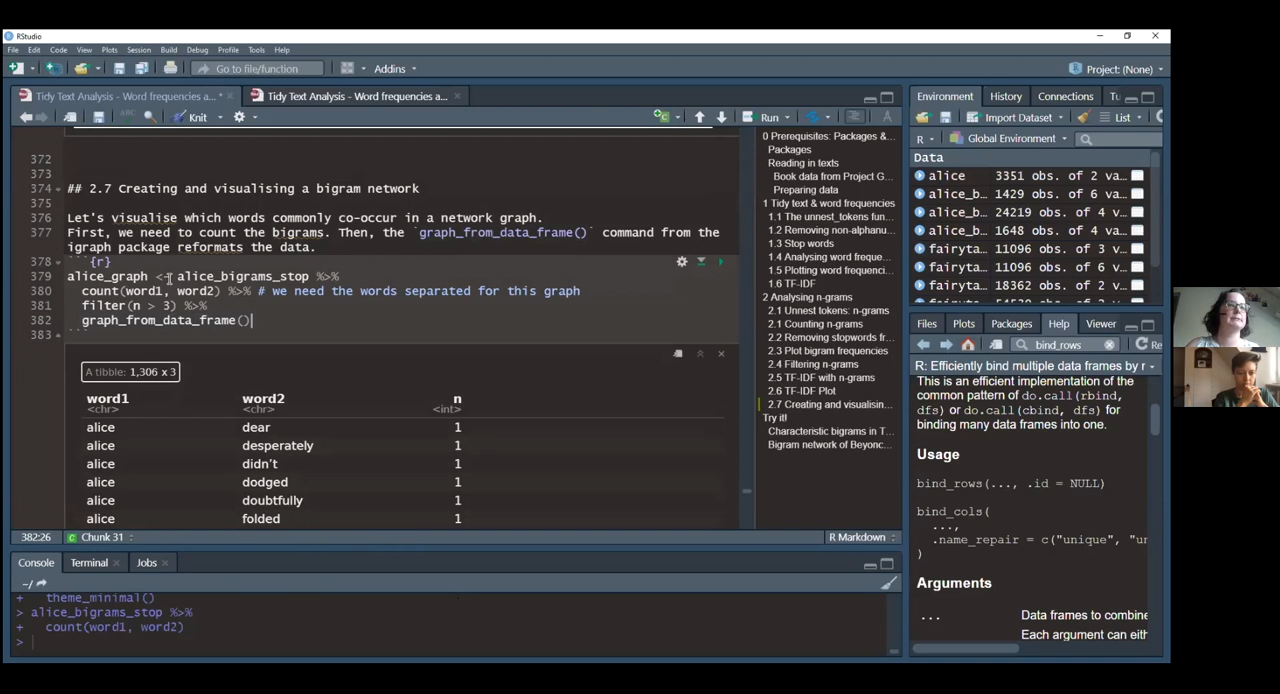 RStudio
File Edit Code View Plots Session Build Debug Profile Tools Help
Go to file/function
Addins
Project: (None)
Tidy Text Analysis - Word frequencies a...*
Tidy Text Analysis - Word frequencies a...
Knit
Run
372
373
374 ## 2.7 Creating and visualising a bigram network
375
376 Let's visualise which words commonly co-occur in a network graph.
377 First, we need to count the bigrams. Then, the `graph_from_data_frame()` command from the
igraph package reformats the data.
378 ```{r}
379 alice_graph <- alice_bigrams_stop %>%
380 count(word1, word2) %>% # we need the words separated for this graph
381 filter(n > 3) %>%
382 graph_from_data_frame()
383 ```
A tibble: 1,306 x 3
word1 word2 n
<chr> <chr> <int>
alice dear 1
alice desperately 1
alice didn't 1
alice dodged 1
alice doubtfully 1
alice folded 1
382:26 Chunk 31 R Markdown
0 Prerequisites: Packages &...
Packages
Reading in texts
Book data from Project G...
Preparing data
1 Tidy text & word frequencies
1.1 The unnest_tokens fun...
1.2 Removing non-alphanu...
1.3 Stop words
1.4 Analysing word freque...
1.5 Plotting word frequenci...
1.6 TF-IDF
2 Analysing n-grams
2.1 Unnest tokens: n-grams
2.1 Counting n-grams
2.2 Removing stopwords fr...
2.3 Plot bigram frequencies
2.4 Filtering n-grams
2.5 TF-IDF with n-grams
2.6 TF-IDF Plot
2.7 Creating and visualisin...
Try it!
Characteristic bigrams in T...
Bigram network of Beyonc...
Console Terminal Jobs
~/
+ theme_minimal()
> alice_bigrams_stop %>%
+ count(word1, word2)
>
Environment History Connections Tu
Import Dataset List
R Global Environment
Data
alice 3351 obs. of 2 va...
alice_b... 1429 obs. of 6 va...
alice_b... 24219 obs. of 4 va...
alice_b... 1648 obs. of 4 va...
fairyta... 11096 obs. of 3 va...
fairyta... 11096 obs. of 6 va...
fairyta... 18362 obs. of 2 va...
Files Plots Packages Help Viewer
bind_rows Re
R: Efficiently bind multiple data frames by r
This is an efficient implementation of the
common pattern of do.call(rbind,
dfs) or do.call(cbind, dfs) for
binding many data frames into one.
Usage
bind_rows(..., .id = NULL)
bind_cols(
...,
.name_repair = c("unique", "un
)
Arguments
... Data frames to combine
Each argument can eith